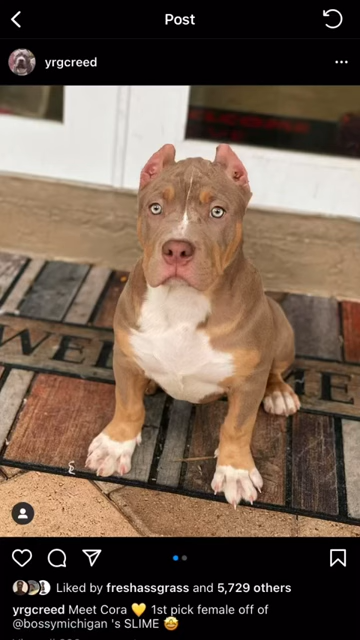 Post
yrgcreed
WELCOME
Liked by freshassgrass and 5,729 others
yrgcreed Meet Cora 💛 1st pick female off of
@bossymichigan 's SLIME 🤩